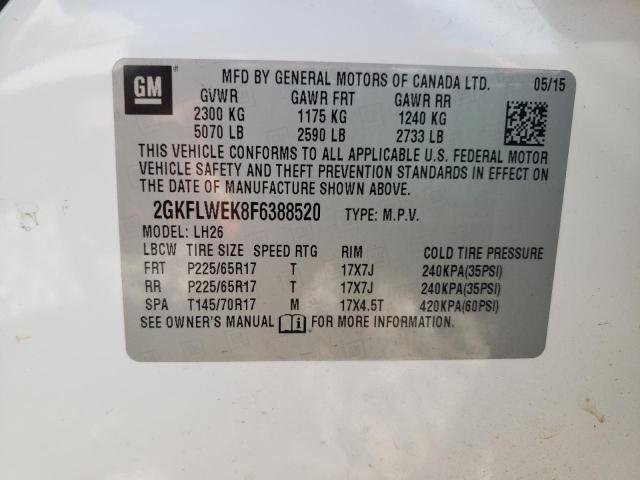 GM
MFD BY GENERAL MOTORS OF CANADA LTD. 05/15
GVWR GAWR FRT GAWR RR
2300 KG 1175 KG 1240 KG
5070 LB 2590 LB 2733 LB
THIS VEHICLE CONFORMS TO ALL APPLICABLE U.S. FEDERAL MOTOR
VEHICLE SAFETY AND THEFT PREVENTION STANDARDS IN EFFECT ON
THE DATE OF MANUFACTURE SHOWN ABOVE.
2GKFLWEK8F6388520 TYPE: M.P.V.
MODEL: LH26
LBCW TIRE SIZE SPEED RTG RIM COLD TIRE PRESSURE
FRT P225/65R17 T 17X7J 240KPA(35PSI)
RR P225/65R17 T 17X7J 240KPA(35PSI)
SPA T145/70R17 M 17X4.5T 420KPA(60PSI)
SEE OWNER'S MANUAL i FOR MORE INFORMATION.